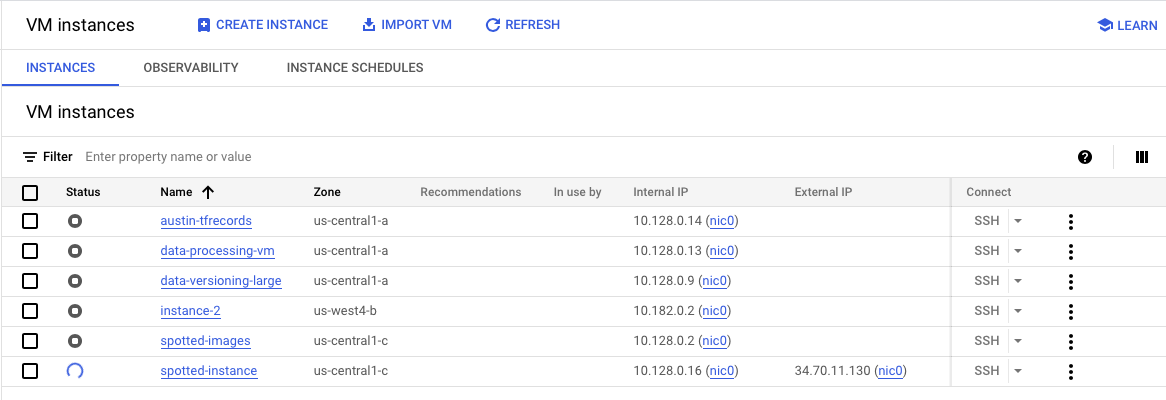 VM instances CREATE INSTANCE IMPORT VM REFRESH LEARN
INSTANCES OBSERVABILITY INSTANCE SCHEDULES
VM instances
Filter Enter property name or value
Status Name Zone Recommendations In use by Internal IP External IP Connect
austin-tfrecords us-central1-a 10.128.0.14 (nic0) SSH
data-processing-vm us-central1-a 10.128.0.13 (nic0) SSH
data-versioning-large us-central1-a 10.128.0.9 (nic0) SSH
instance-2 us-west4-b 10.182.0.2 (nic0) SSH
spotted-images us-central1-c 10.128.0.2 (nic0) SSH
spotted-instance us-central1-c 10.128.0.16 (nic0) 34.70.11.130 (nic0) SSH